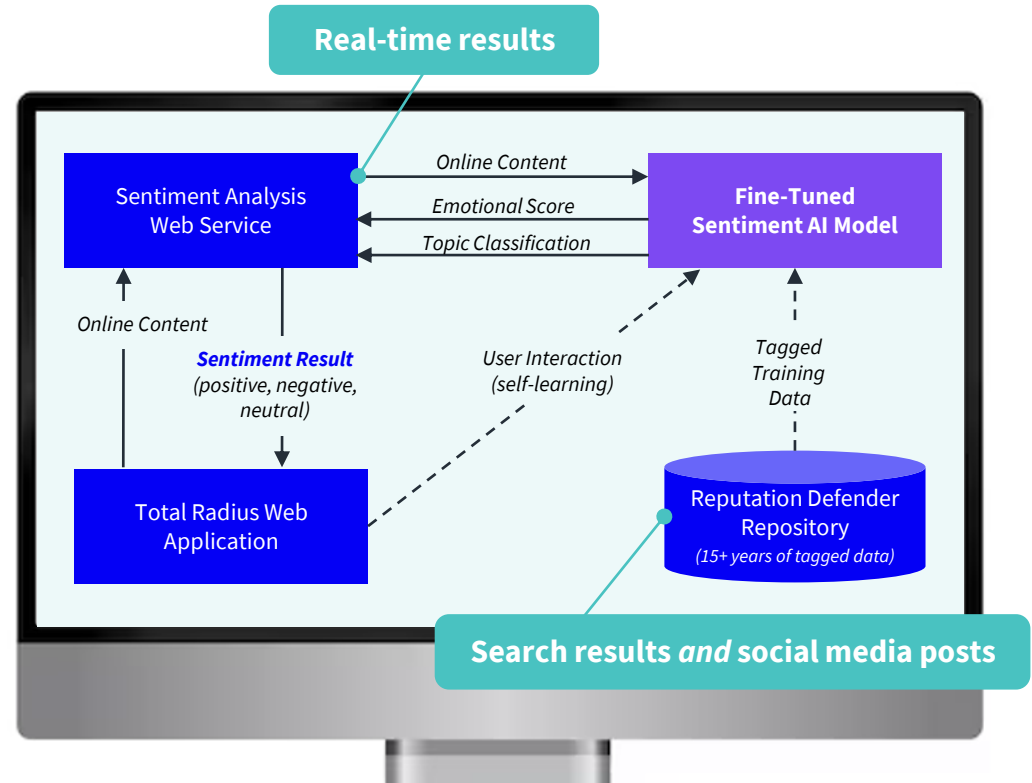 Real-time results
Sentiment Analysis
Web Service
Online Content
Emotional Score
Topic Classification
Fine-Tuned
Sentiment AI Model
Online Content
Sentiment Result
(positive, negative,
neutral)
User Interaction
(self-learning)
Tagged
Training
Data
Total Radius Web
Application
Reputation Defender
Repository
(15+ years of tagged data)
Search results and social media posts